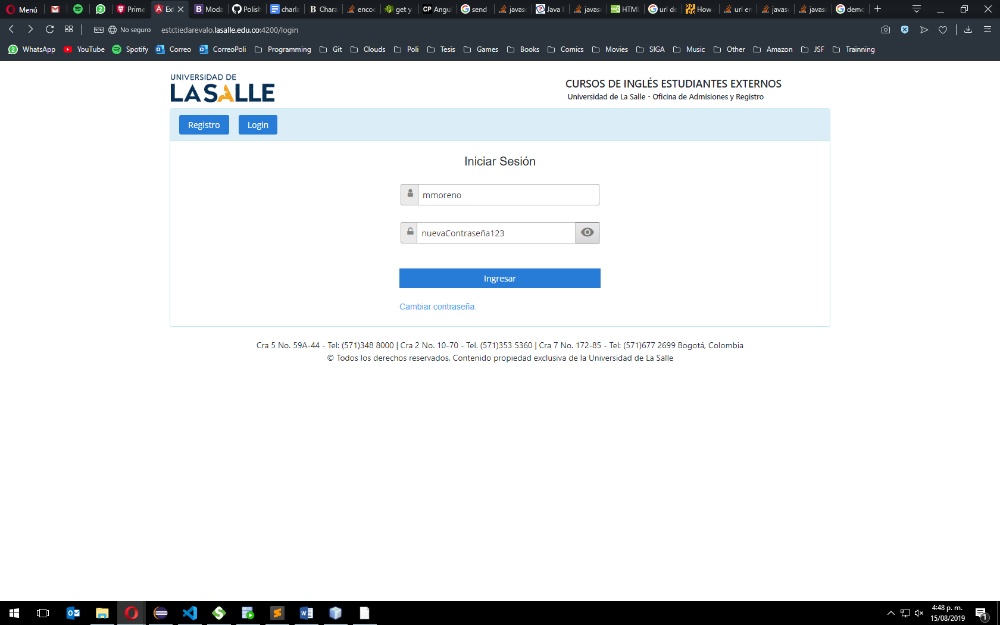 Menú Prime Ex Moda Polish charla Chara encod get y CP Angul send javasc Java E javasc HTML url de How url en javasc javasc demo
No seguro estctiedarevalo.lasalle.edu.co:4200/login
WhatsApp YouTube Spotify Correo CorreoPoli Programming Git Clouds Poli Tesis Games Books Comics Movies SIGA Music Other Amazon JSF Trainning
UNIVERSIDAD DE
LASALLE
CURSOS DE INGLÉS ESTUDIANTES EXTERNOS
Universidad de La Salle - Oficina de Admisiones y Registro
Registro Login
Iniciar Sesión
mmoreno
nuevaContraseña123
Ingresar
Cambiar contraseña.
Cra 5 No. 59A-44 - Tel: (571)348 8000 | Cra 2 No. 10-70 - Tel. (571)353 5360 | Cra 7 No. 172-85 - Tel: (571)677 2699 Bogotá, Colombia
© Todos los derechos reservados. Contenido propiedad exclusiva de la Universidad de La Salle
4:48 p. m.
15/08/2019
1